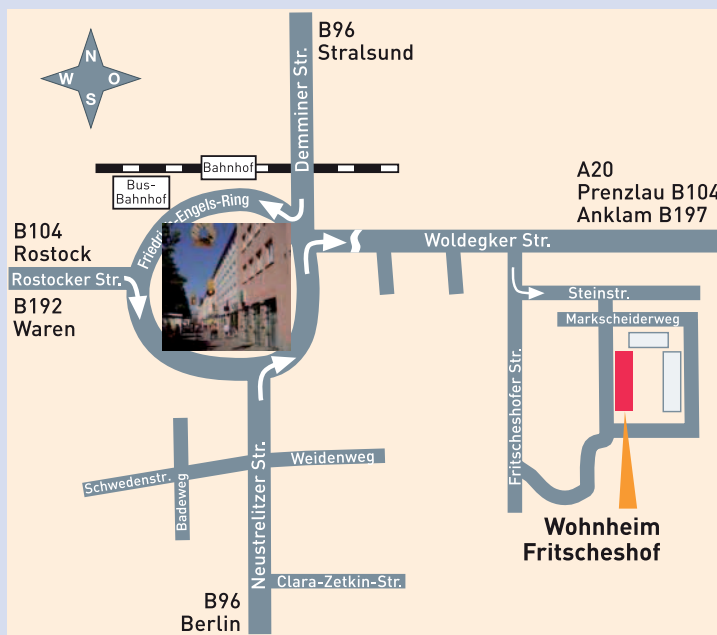 N
W O
S
B96
Stralsund
Demminer Str.
Bahnhof
Bus-
Bahnhof
Friedrich-Engels-Ring
A20
Prenzlau B104
Anklam B197
B104
Rostock
Rostocker Str.
B192
Waren
Woldegker Str.
Steinstr.
Markscheiderweg
Fritscheshofer Str.
Wohnheim
Fritscheshof
Weidenweg
Schwedenstr.
Badeweg
Neustrelitzer Str.
Clara-Zetkin-Str.
B96
Berlin